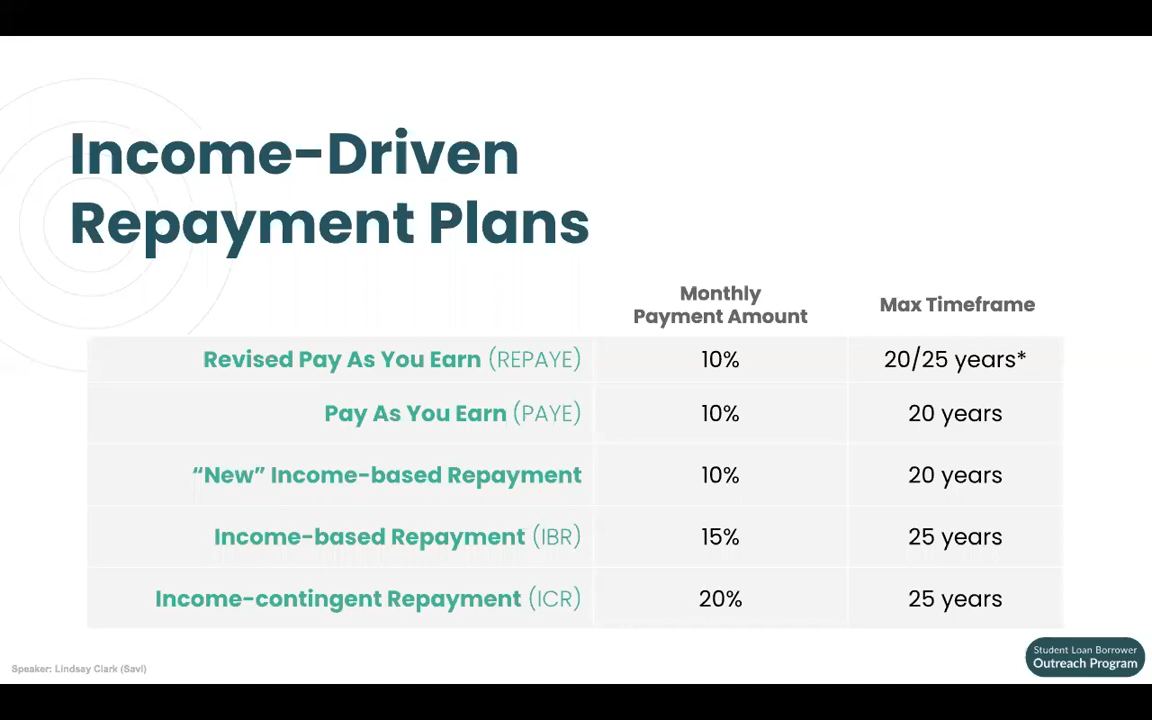 Income-Driven
Repayment Plans
Monthly
Payment Amount
Max Timeframe
Revised Pay As You Earn (REPAYE) 10% 20/25 years*
Pay As You Earn (PAYE) 10% 20 years
“New” Income-based Repayment 10% 20 years
Income-based Repayment (IBR) 15% 25 years
Income-contingent Repayment (ICR) 20% 25 years
Speaker: Lindsay Clark (Savi)
Student Loan Borrower
Outreach Program